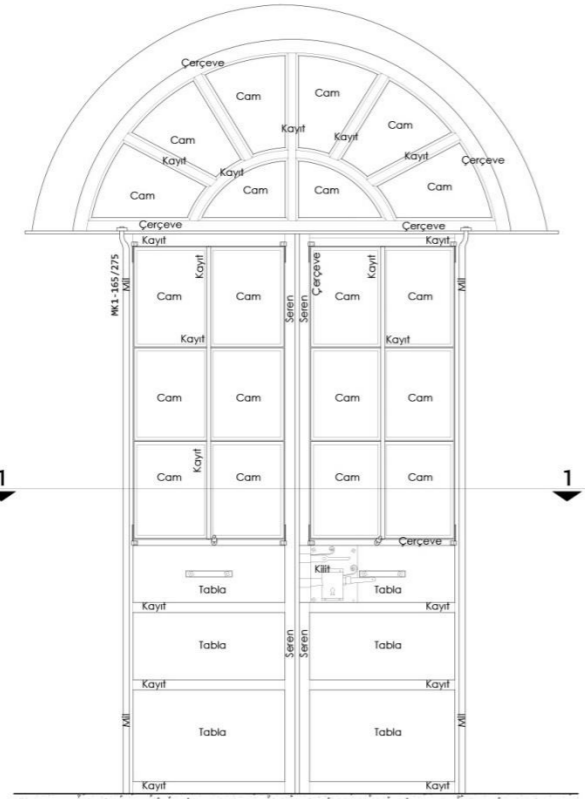 Çerçeve
Cam Cam
Kayıt Kayıt
Cam Cam
Kayıt Kayıt Çerçeve
Kayıt
Cam Cam Cam Cam
Çerçeve Çerçeve
Kayıt Kayıt
MK1-165/275
Mil
Kayıt
Çerçeve
Kayıt
Mil
Cam Cam Seren Seren Cam Cam
Kayıt Kayıt
Cam Cam Cam Cam
Kayıt
1 Cam Cam Cam Cam 1
Çerçeve
Kilit
Tabla Tabla
Kayıt Kayıt
Tabla Seren Seren Tabla
Kayıt Kayıt
Mil Tabla Tabla Mil
Kayıt Kayıt